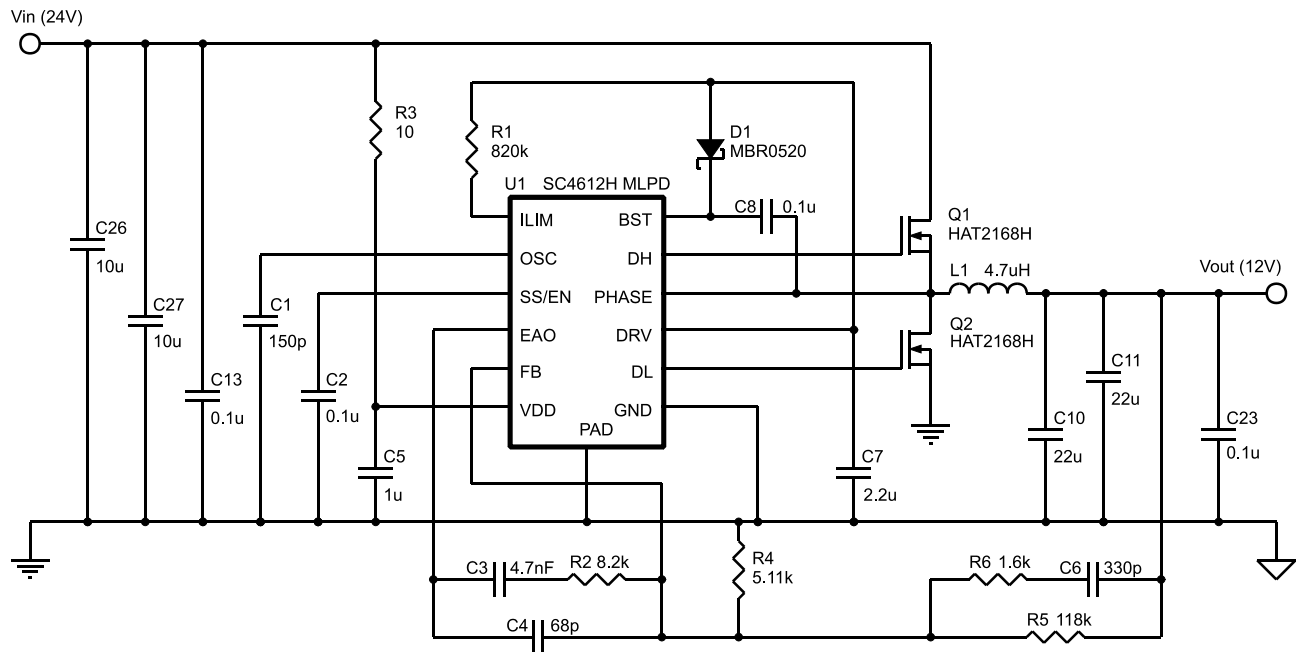 Vin (24V)
R3
10
R1
820k
D1
MBR0520
U1 SC4612H MLPD
C8 0.1u
ILIM
OSC
SS/EN
EAO
FB
VDD
BST
DH
PHASE
DRV
DL
GND
PAD
Q1
HAT2168H
L1 4.7uH
Vout (12V)
Q2
HAT2168H
C26
10u
C27
10u
C13
0.1u
C1
150p
C2
0.1u
C5
1u
C7
2.2u
C10
22u
C11
22u
C23
0.1u
C3 4.7nF
R2 8.2k
C4 68p
R4
5.11k
R6 1.6k
C6 330p
R5 118k